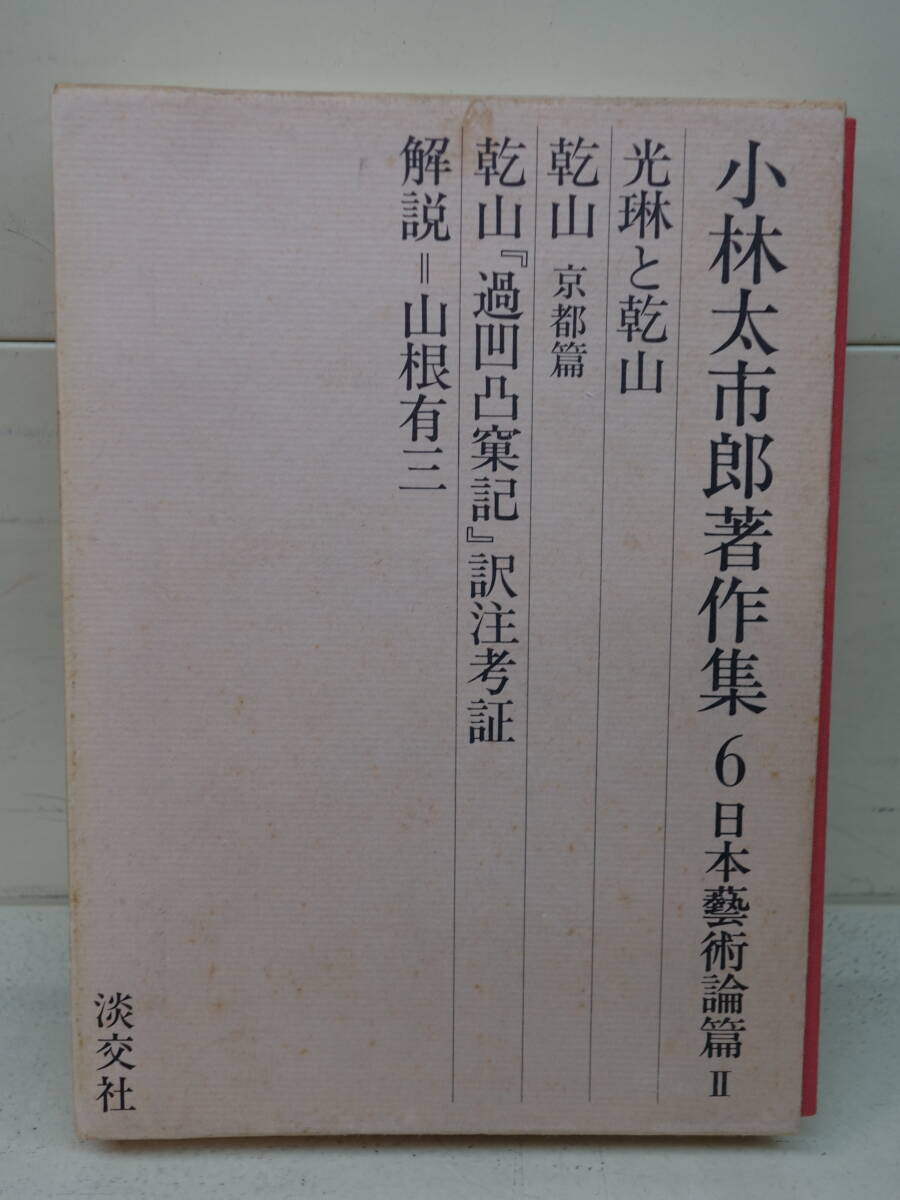 小林太市郎著作集 6 日本藝術論篇 Ⅱ
光琳と乾山
乾山 京都篇
乾山『過凹凸窠記』訳注考証
解説＝山根有三
淡交社